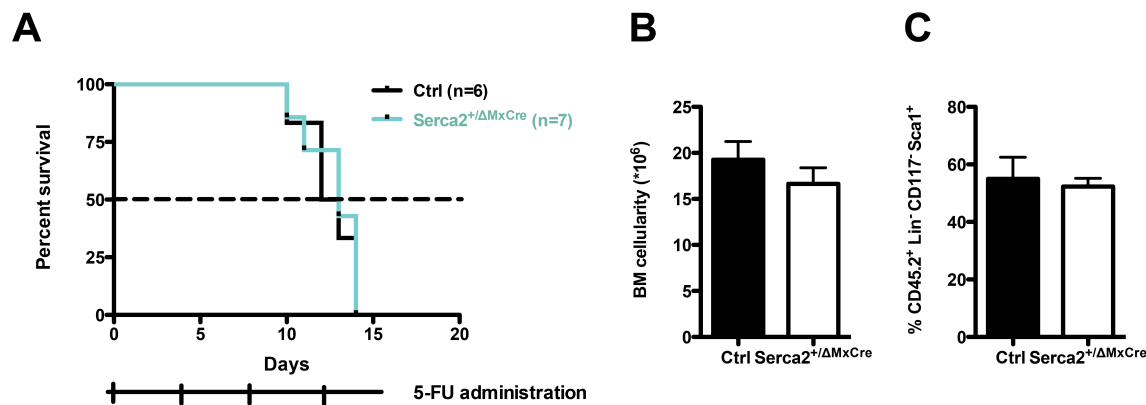 A
Percent survival
100
75
50
25
0
0 5 10 15 20
Days
Ctrl (n=6)
Serca2+/ΔMxCre (n=7)
5-FU administration
B
BM cellularity (*10⁶)
25
20
15
10
5
0
Ctrl Serca2+/ΔMxCre
C
% CD45.2⁺ Lin⁻ CD117⁻ Sca1⁺
80
60
40
20
0
Ctrl Serca2+/ΔMxCre